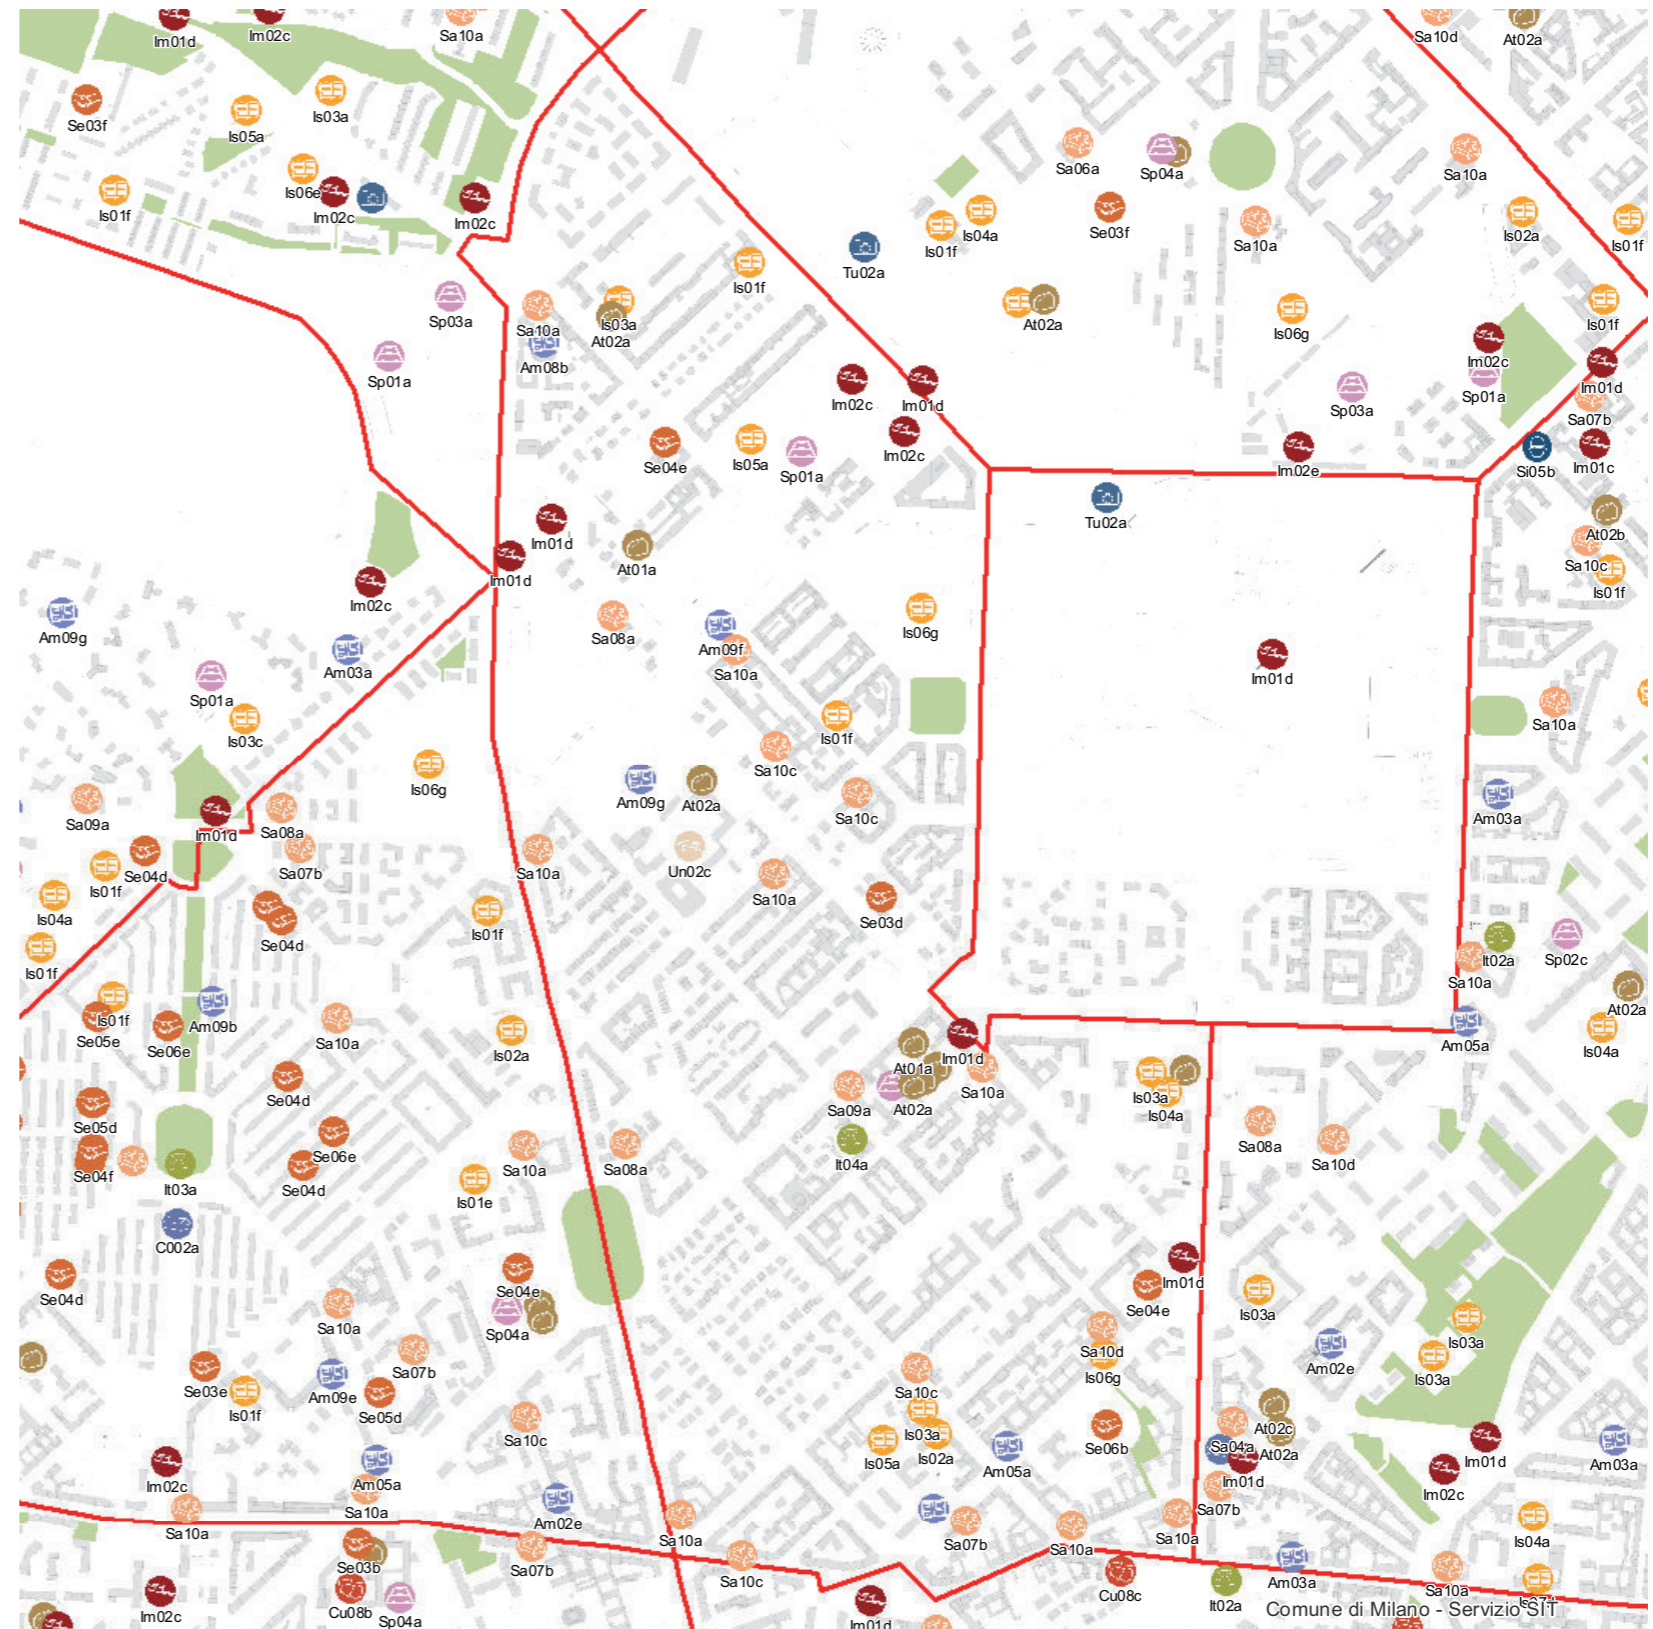 Im01d
Im02c
Sa10a
Sa10d
At02a
Se03f
Is05a
Is03a
Is01f
Is06e
Im02c
Im02c
Sa06a
Sp04a
Sa10a
Is01f
Is04a
Se03f
Sa10a
Is02a
Is01f
Tu02a
Is01f
Sp03a
Sa10a
Is03a
At02a
Am08b
At02a
Is06g
Is01f
Sp01a
Im02c
Im01d
Im02c
Sp01a
Im01d
Sa07b
Sp03a
Im02c
Se04e
Is05a
Sp01a
Im02e
Si05b
Im01c
Tu02a
At02b
Im01d
Im01d
At01a
Sa10c
Is01f
Im02c
Am09g
Sa08a
Am09f
Sa10a
Is06g
Am03a
Im01d
Sp01a
Is03c
Is01f
Sa10a
Sa10c
Is06g
Am09g
At02a
Sa10c
Am03a
Sa09a
Im01d
Sa08a
Sa07b
Se04d
Is01f
Sa10a
Un02c
Sa10a
Se03d
Is04a
Se04d
Is01f
Is01f
It02a
Sa10a
Sp02c
Is01f
Se05e
Se06e
Am09b
Sa10a
Is02a
At02a
Is04a
Am05a
Im01d
At01a
At02a
Sa10a
Sa09a
Is03a
Is04a
Se04d
Se05d
Se06e
Se04f
It03a
Se04d
Sa10a
Sa08a
It04a
Sa08a
Sa10d
Is01e
C002a
Se04d
Se04e
Sp04a
Im01d
Se04e
Is03a
Sa10a
Is03a
Is03a
Sa10d
Is06g
Am02e
Se03e
Is01f
Am09e
Sa07b
Se05d
Sa10c
Sa10c
Is03a
Is02a
Is05a
Am05a
Se06b
At02c
Sa04a
At02a
Im01d
Im01d
Im02c
Am03a
Im02c
Am05a
Sa10a
Sa10a
Am02e
Sa10a
Sa07b
Sa10a
Sa10a
Sa07b
Is04a
Se03b
Sa07b
Sa10c
Cu08c
It02a
Am03a
Sa10a
Im02c
Cu08b
Sp04a
Im01d
Comune di Milano - Servizio SIT